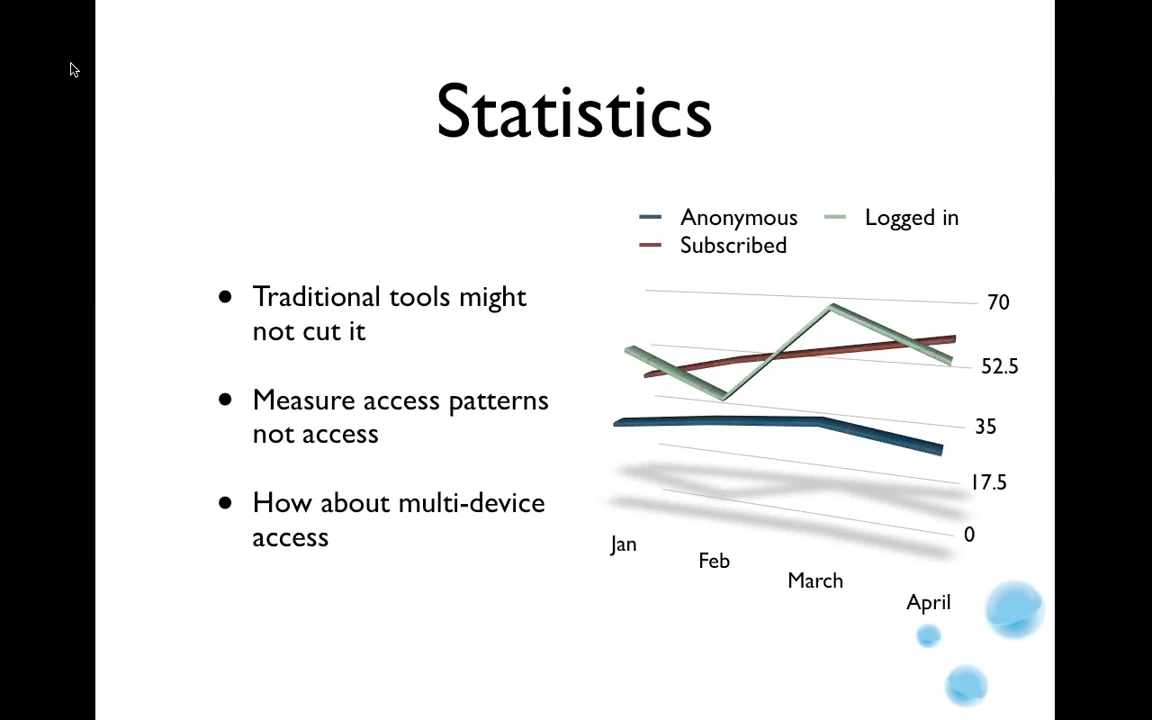 Statistics
Anonymous
Logged in
Subscribed
Traditional tools might
not cut it
Measure access patterns
not access
How about multi-device
access
70
52.5
35
17.5
0
Jan
Feb
March
April